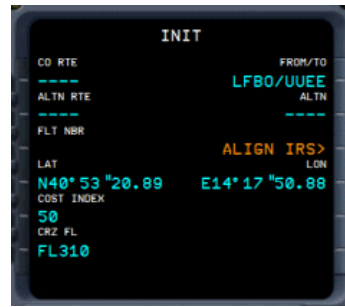 INIT
CO RTE FROM/TO
---- LFBO/UUEE
ALTN RTE ALTN
---- ----
FLT NBR
ALIGN IRS>
LAT LON
N40°53"20.89 E14°17"50.88
COST INDEX
50
CRZ FL
FL310